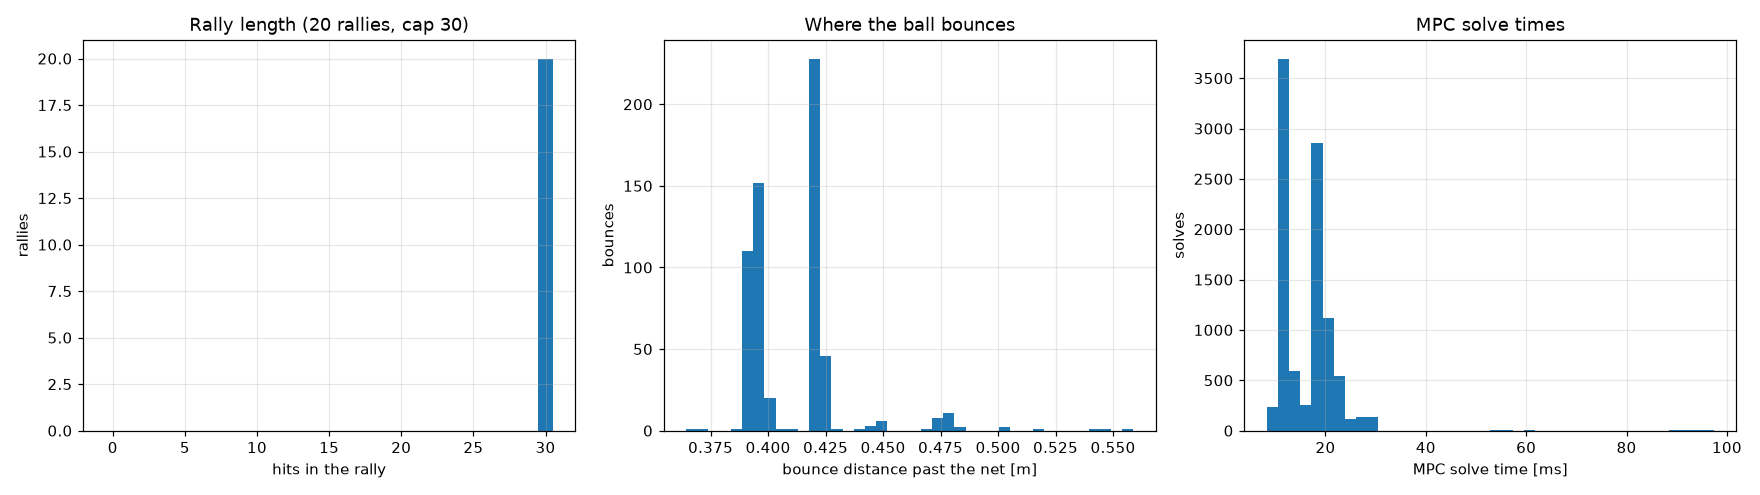 Rally length (20 rallies, cap 30)
20.0
17.5
15.0
12.5
10.0
7.5
5.0
2.5
0.0
rallies
0 5 10 15 20 25 30
hits in the rally
Where the ball bounces
200
150
100
50
0
bounces
0.375 0.400 0.425 0.450 0.475 0.500 0.525 0.550
bounce distance past the net [m]
MPC solve times
3500
3000
2500
2000
1500
1000
500
0
solves
20 40 60 80 100
MPC solve time [ms]